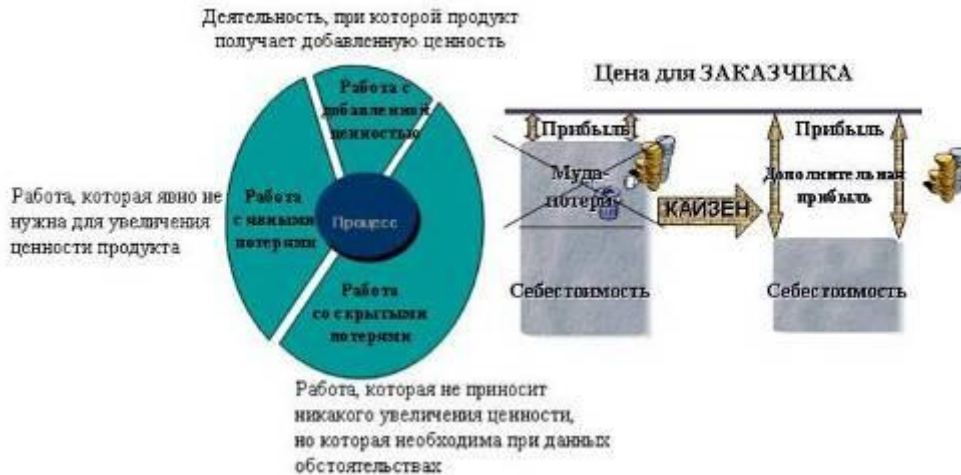 Деятельность, при которой продукт
получает добавленную ценность
Работа с
добавленной
ценностью
Работа, которая явно не
нужна для увеличения
ценности продукта
Работа
с явными
потерями
Процесс
Работа
со скрытыми
потерями
Работа, которая не приносит
никакого увеличения ценности,
но которая необходима при данных
обстоятельствах
Цена для ЗАКАЗЧИКА
Прибыль
Муда-
потери
Себестоимость
КАЙЗЕН
Прибыль
Дополнительная
прибыль
Себестоимость